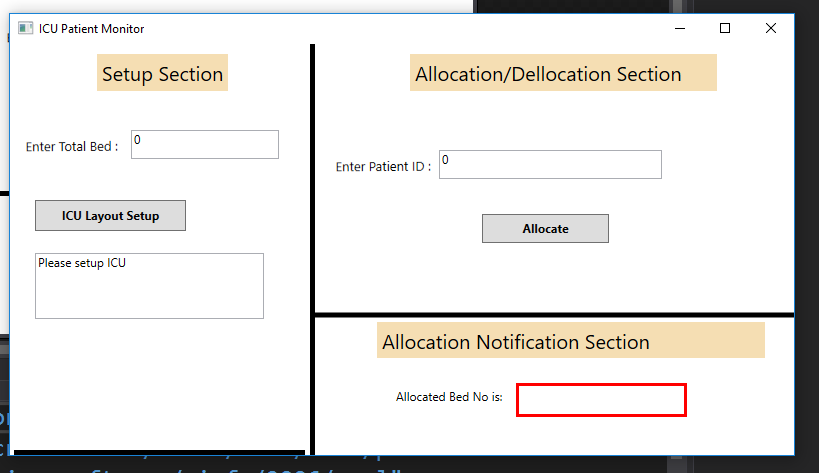 ICU Patient Monitor
Setup Section
Enter Total Bed :
0
ICU Layout Setup
Please setup ICU
Allocation/Dellocation Section
Enter Patient ID :
0
Allocate
Allocation Notification Section
Allocated Bed No is: